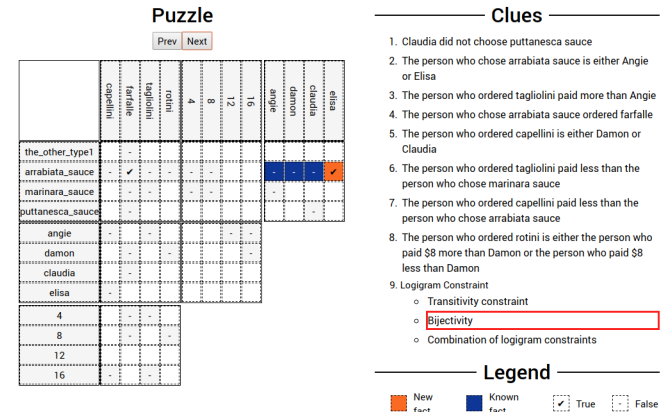 Puzzle
Prev Next
capellini farfalle tagliolini rotini 4 8 12 16 angie damon claudia elisa
the_other_type1 -
arrabiata_sauce - ✓ - - - - - - - ✓
marinara_sauce - - - -
puttanesca_sauce - -
angie - - - -
damon - - -
claudia -
elisa - -
4 - -
8 - -
12
16 - -
Clues
1. Claudia did not choose puttanesca sauce
2. The person who chose arrabiata sauce is either Angie
or Elisa
3. The person who ordered tagliolini paid more than Angie
4. The person who chose arrabiata sauce ordered farfalle
5. The person who ordered capellini is either Damon or
Claudia
6. The person who ordered tagliolini paid less than the
person who chose marinara sauce
7. The person who ordered capellini paid less than the
person who chose arrabiata sauce
8. The person who ordered rotini is either the person who
paid $8 more than Damon or the person who paid $8
less than Damon
9. Logigram Constraint
Transitivity constraint
Bijectivity
Combination of logigram constraints
Legend
New Known ✓ True - False
fact fact